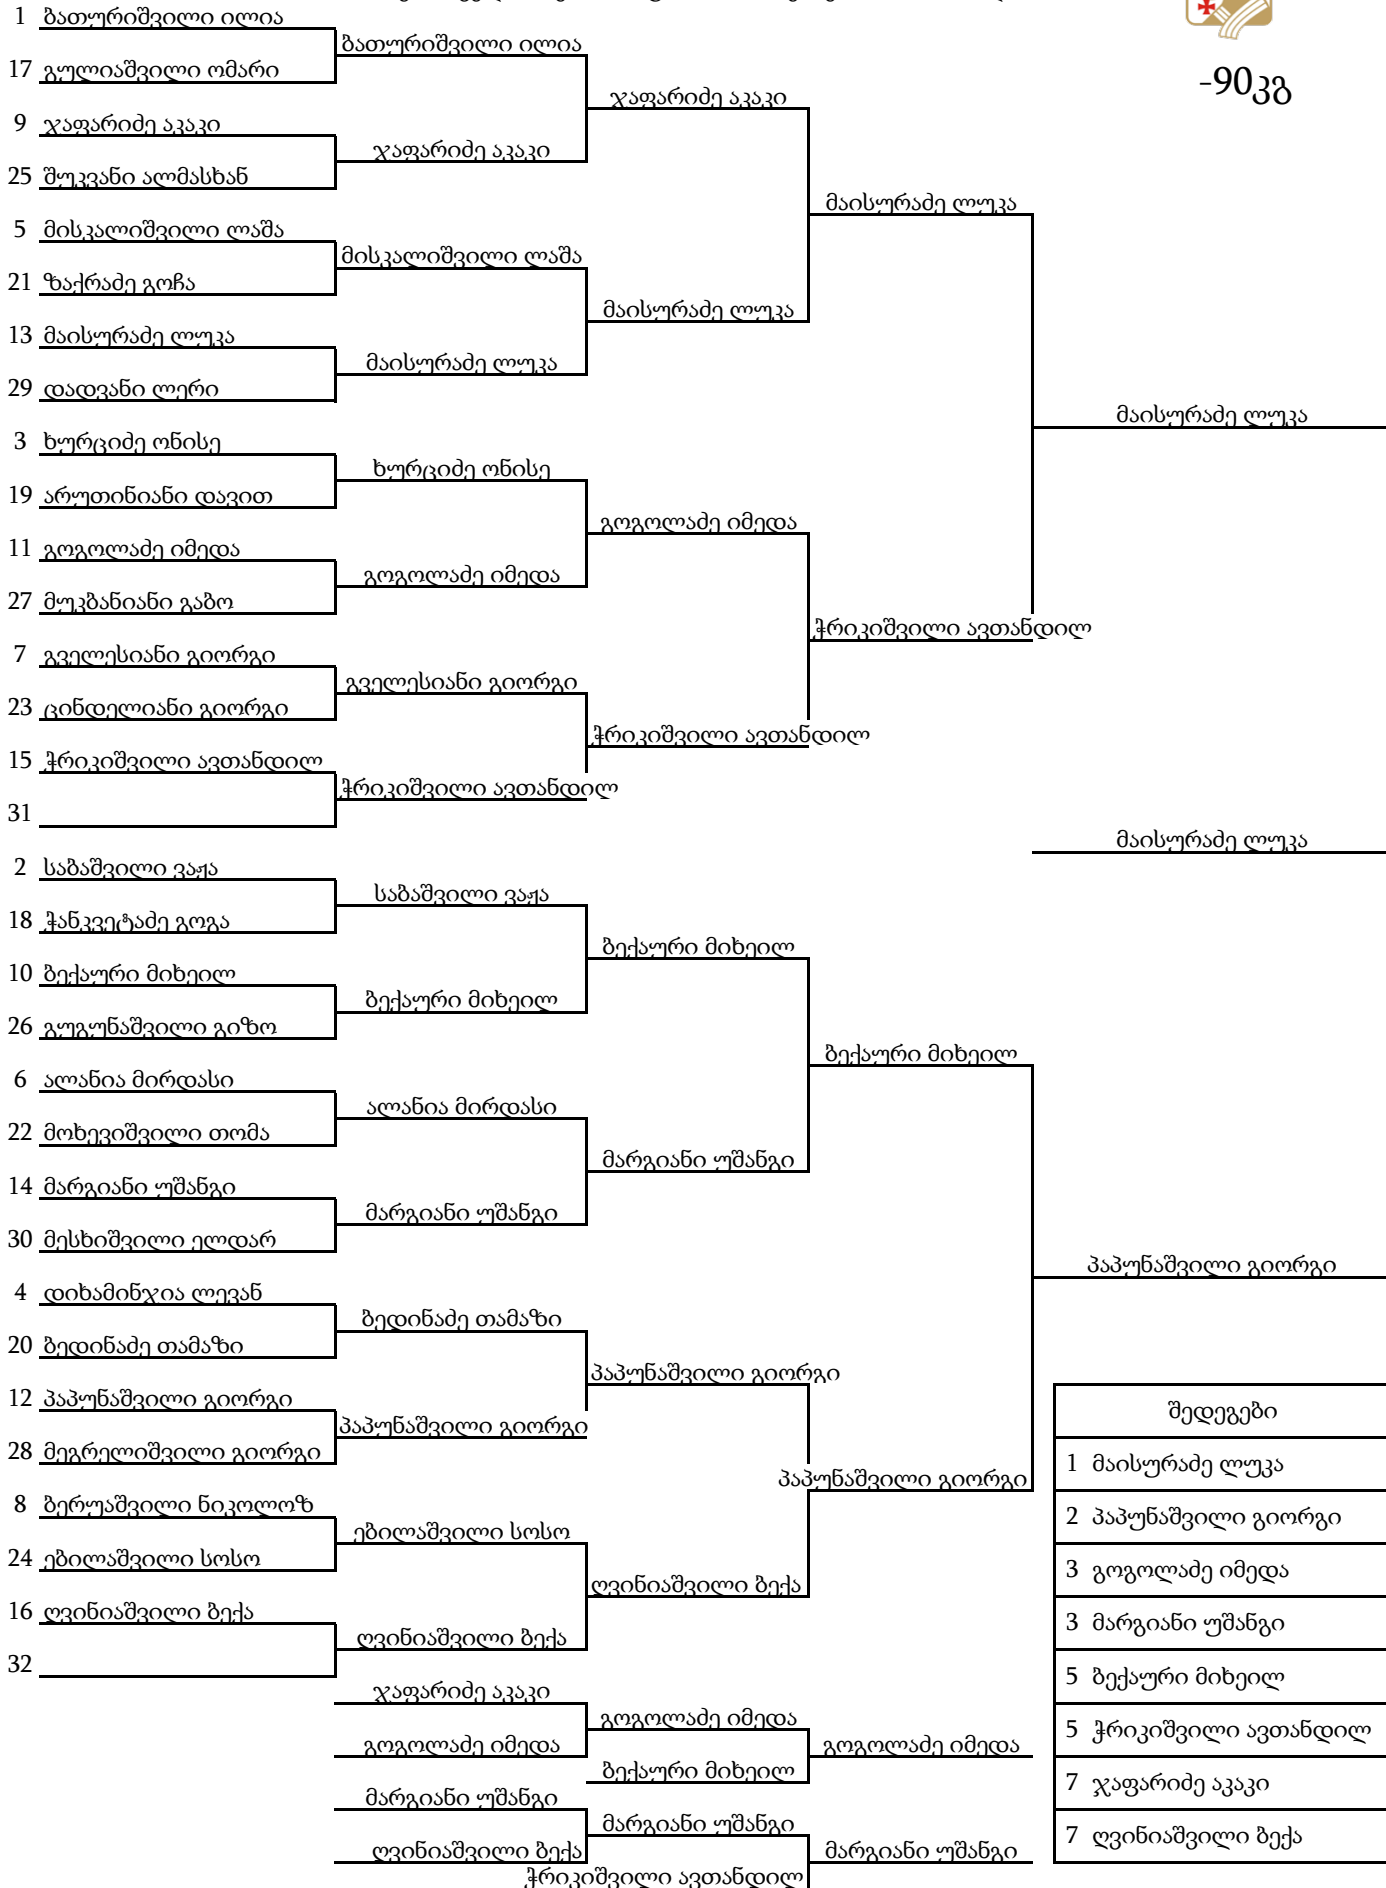 -90კგ
1 ბათურიშვილი ილია
17 გულიაშვილი ომარი
9 ჯაფარიძე აკაკი
25 შუკვანი ალმასხან
5 მისკალიშვილი ლაშა
21 ზაქრაძე გოჩა
13 მაისურაძე ლუკა
29 დადვანი ლერი
3 ხურციძე ონისე
19 არუთინიანი დავით
11 გოგოლაძე იმედა
27 მუკბანიანი გაბო
7 გველესიანი გიორგი
23 ცინდელიანი გიორგი
15 ჭრიკიშვილი ავთანდილ
31
2 საბაშვილი ვაჟა
18 ჭანკვეტაძე გოგა
10 ბექაური მიხეილ
26 გუგუნაშვილი გიზო
6 ალანია მირდასი
22 მოხევიშვილი თომა
14 მარგიანი უშანგი
30 მესხიშვილი ელდარ
4 დიხამინჯია ლევან
20 ბედინაძე თამაზი
12 პაპუნაშვილი გიორგი
28 მეგრელიშვილი გიორგი
8 ბერუაშვილი ნიკოლოზ
24 ებილაშვილი სოსო
16 ღვინიაშვილი ბექა
32
ბათურიშვილი ილია
ჯაფარიძე აკაკი
მისკალიშვილი ლაშა
მაისურაძე ლუკა
ხურციძე ონისე
გოგოლაძე იმედა
გველესიანი გიორგი
ჭრიკიშვილი ავთანდილ
საბაშვილი ვაჟა
ბექაური მიხეილ
ალანია მირდასი
მარგიანი უშანგი
ბედინაძე თამაზი
პაპუნაშვილი გიორგი
ებილაშვილი სოსო
ღვინიაშვილი ბექა
ჯაფარიძე აკაკი
მაისურაძე ლუკა
გოგოლაძე იმედა
ჭრიკიშვილი ავთანდილ
ბექაური მიხეილ
მარგიანი უშანგი
პაპუნაშვილი გიორგი
ღვინიაშვილი ბექა
მაისურაძე ლუკა
ჭრიკიშვილი ავთანდილ
ბექაური მიხეილ
პაპუნაშვილი გიორგი
მაისურაძე ლუკა
მაისურაძე ლუკა
პაპუნაშვილი გიორგი
ჯაფარიძე აკაკი
გოგოლაძე იმედა
მარგიანი უშანგი
ღვინიაშვილი ბექა
გოგოლაძე იმედა
ბექაური მიხეილ
მარგიანი უშანგი
ჭრიკიშვილი ავთანდილ
გოგოლაძე იმედა
მარგიანი უშანგი
შედეგები
1 მაისურაძე ლუკა
2 პაპუნაშვილი გიორგი
3 გოგოლაძე იმედა
3 მარგიანი უშანგი
5 ბექაური მიხეილ
5 ჭრიკიშვილი ავთანდილ
7 ჯაფარიძე აკაკი
7 ღვინიაშვილი ბექა